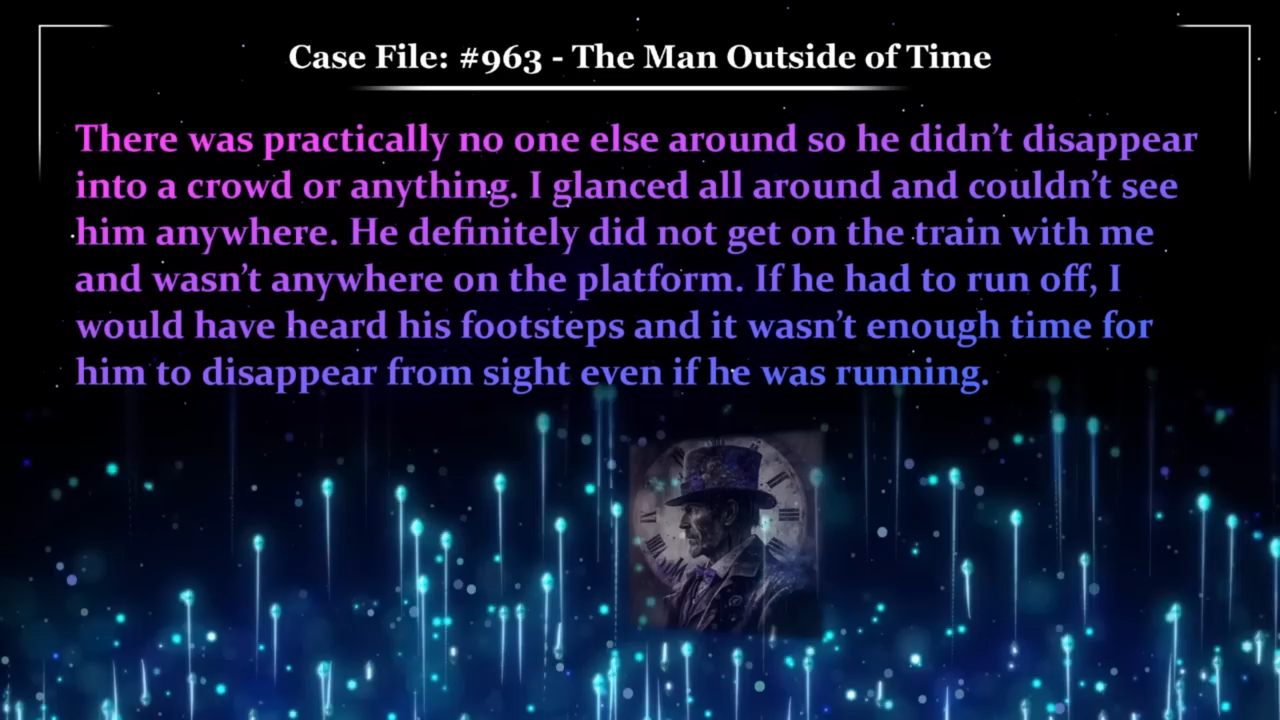 Case File: #963 - The Man Outside of Time
There was practically no one else around so he didn’t disappear
into a crowd or anything. I glanced all around and couldn’t see
him anywhere. He definitely did not get on the train with me
and wasn’t anywhere on the platform. If he had to run off, I
would have heard his footsteps and it wasn’t enough time for
him to disappear from sight even if he was running.